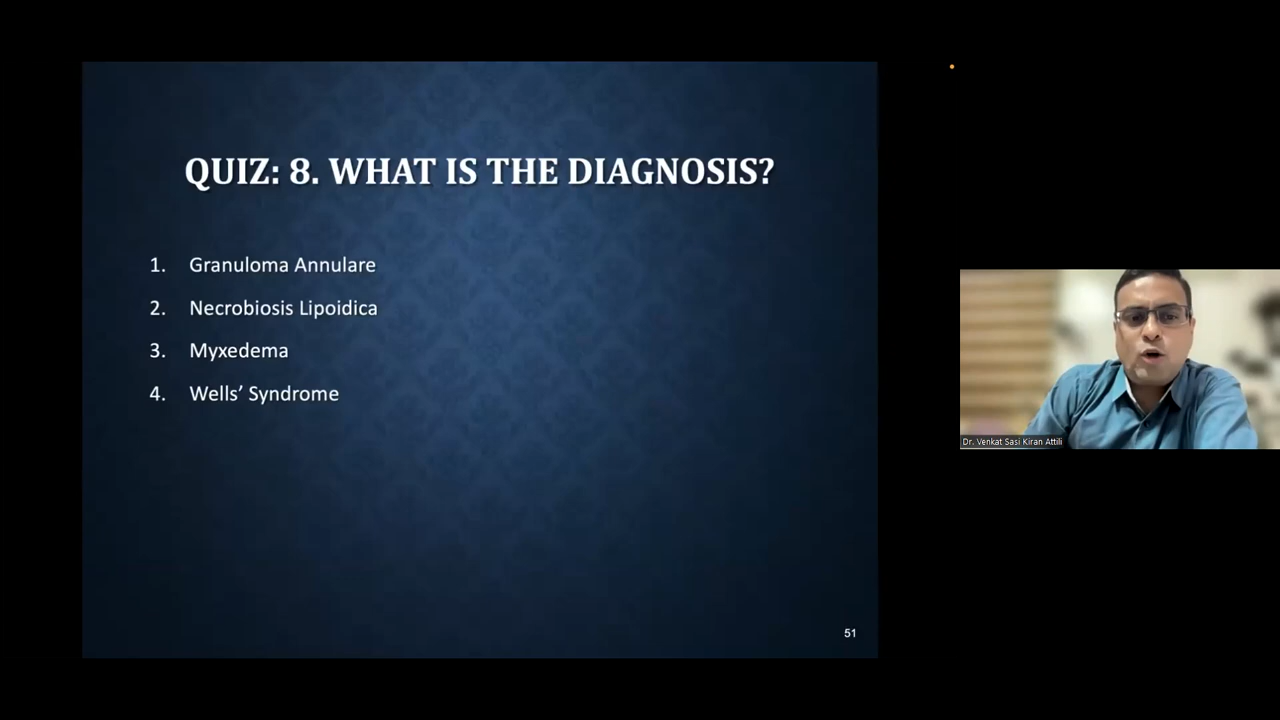 QUIZ: 8. WHAT IS THE DIAGNOSIS?
1. Granuloma Annulare
2. Necrobiosis Lipoidica
3. Myxedema
4. Wells’ Syndrome
51
Dr. Venkat Sasi Kiran Attili